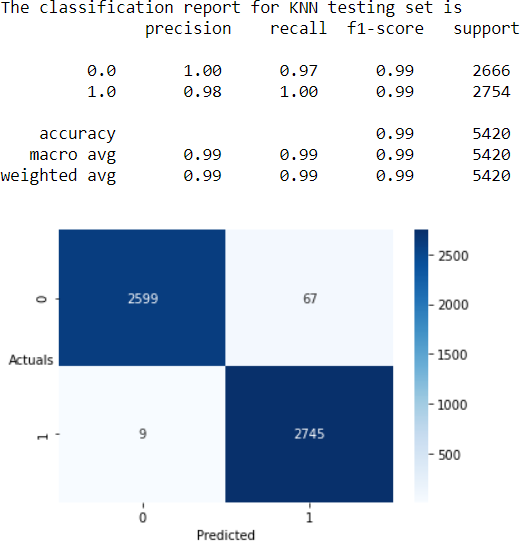 The classification report for KNN testing set is
precision recall f1-score support
0.0 1.00 0.97 0.99 2666
1.0 0.98 1.00 0.99 2754
accuracy 0.99 5420
macro avg 0.99 0.99 0.99 5420
weighted avg 0.99 0.99 0.99 5420
2500
0 2599 67
2000
Actuals
1500
1000
1 9 2745
500
0 1
Predicted